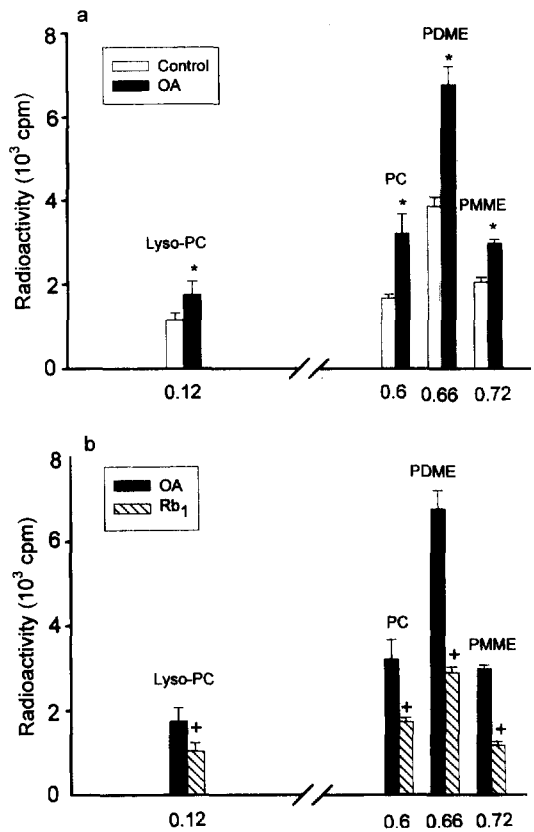 a
Radioactivity (10³ cpm)
8
6
4
2
0
Control
OA
Lyso-PC
*
PC
*
PDME
*
PMME
*
0.12
0.6
0.66
0.72
b
Radioactivity (10³ cpm)
8
6
4
2
0
OA
Rb₁
Lyso-PC
+
PC
+
PDME
+
PMME
+
0.12
0.6
0.66
0.72